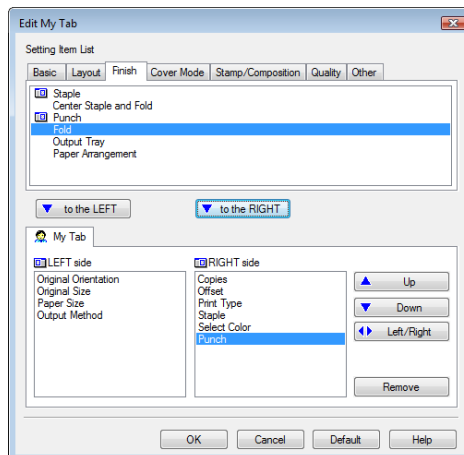 Edit My Tab
Setting Item List
Basic Layout Finish Cover Mode Stamp/Composition Quality Other
Staple
Center Staple and Fold
Punch
Fold
Output Tray
Paper Arrangement
to the LEFT to the RIGHT
My Tab
LEFT side
Original Orientation
Original Size
Paper Size
Output Method
RIGHT side
Copies
Offset
Print Type
Staple
Select Color
Punch
Up
Down
Left/Right
Remove
OK Cancel Default Help